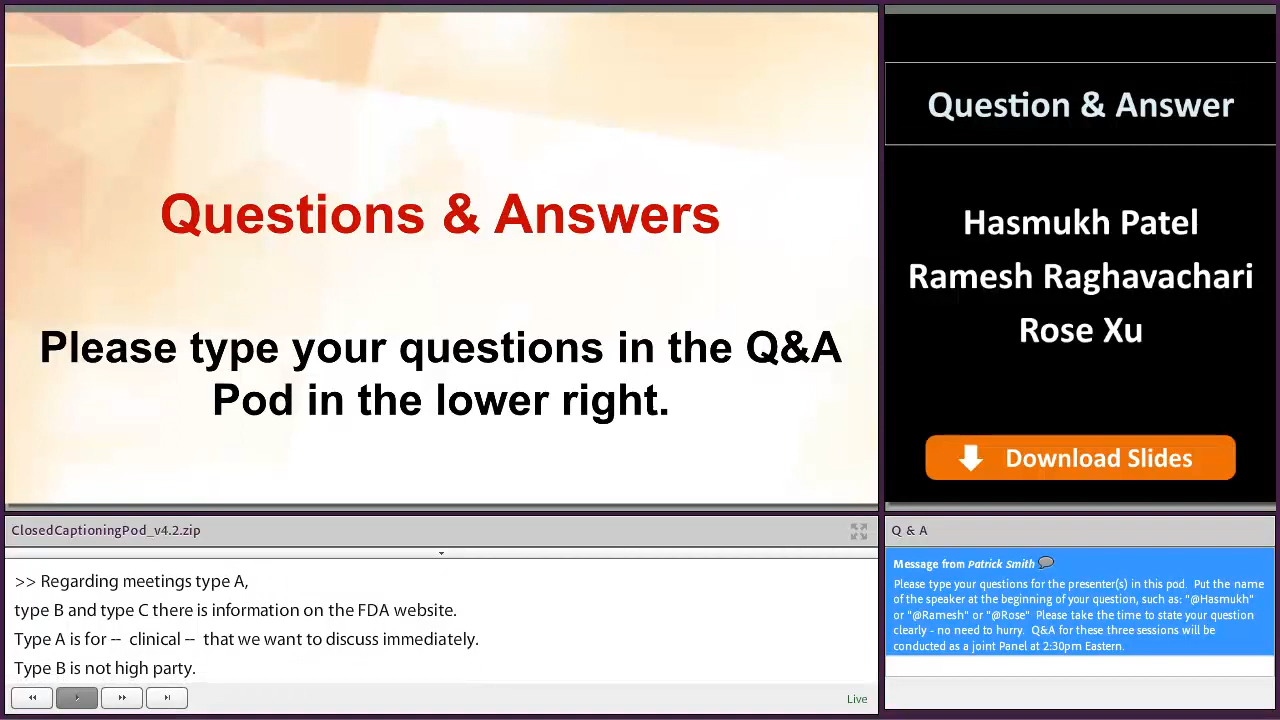 Questions & Answers
Please type your questions in the Q&A
Pod in the lower right.
Question & Answer
Hasmukh Patel
Ramesh Raghavachari
Rose Xu
Download Slides
ClosedCaptioningPod_v4.2.zip
>> Regarding meetings type A,
type B and type C there is information on the FDA website.
Type A is for -- clinical -- that we want to discuss immediately.
Type B is not high party.
Live
Q & A
Message from Patrick Smith
Please type your questions for the presenter(s) in this pod. Put the name
of the speaker at the beginning of your question, such as: "@Hasmukh"
or "@Ramesh" or "@Rose" Please take the time to state your question
clearly - no need to hurry. Q&A for these three sessions will be
conducted as a joint Panel at 2:30pm Eastern.